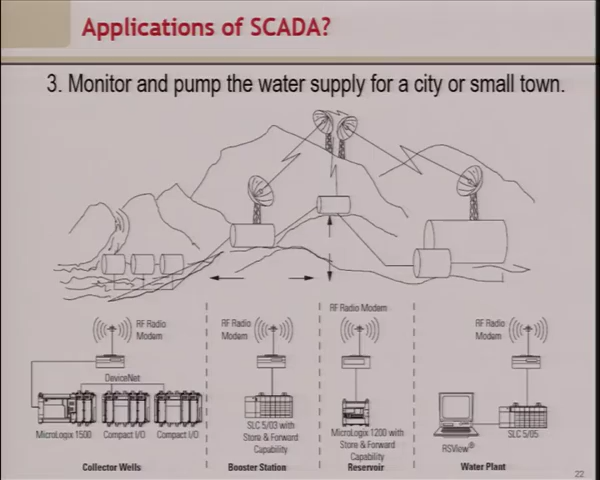 Applications of SCADA?
3. Monitor and pump the water supply for a city or small town.
RF Radio
Modem
RF Radio
Modem
RF Radio Modem
RF Radio
Modem
DeviceNet
MicroLogix 1500
Compact I/O
Compact I/O
SLC 5/03 with
Store & Forward
Capability
MicroLogix 1200 with
Store & Forward
Capability
RSView®
SLC 5/05
Collector Wells
Booster Station
Reservoir
Water Plant
22